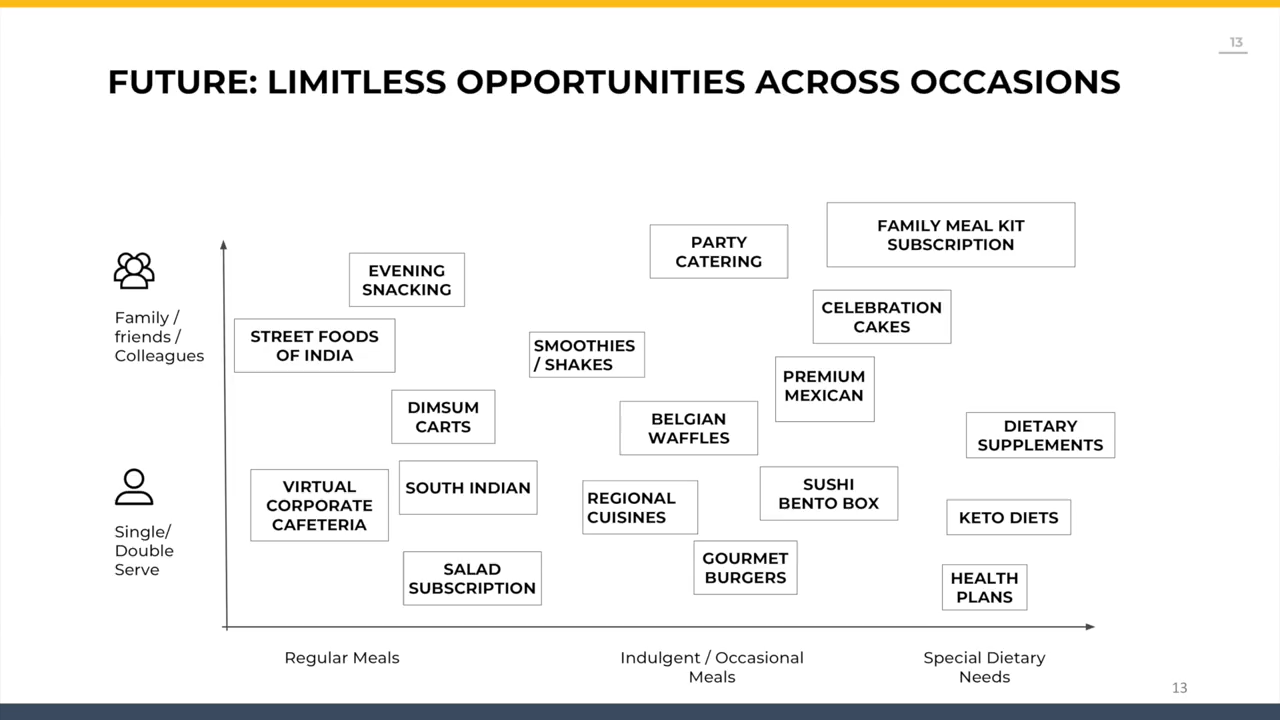 13
FUTURE: LIMITLESS OPPORTUNITIES ACROSS OCCASIONS
FAMILY MEAL KIT
SUBSCRIPTION
PARTY
CATERING
EVENING
SNACKING
CELEBRATION
CAKES
Family /
friends /
Colleagues
STREET FOODS
OF INDIA
SMOOTHIES
/ SHAKES
PREMIUM
MEXICAN
DIMSUM
CARTS
BELGIAN
WAFFLES
DIETARY
SUPPLEMENTS
VIRTUAL
CORPORATE
CAFETERIA
SOUTH INDIAN
REGIONAL
CUISINES
SUSHI
BENTO BOX
KETO DIETS
Single/
Double
Serve
SALAD
SUBSCRIPTION
GOURMET
BURGERS
HEALTH
PLANS
Regular Meals
Indulgent / Occasional
Meals
Special Dietary
Needs
13